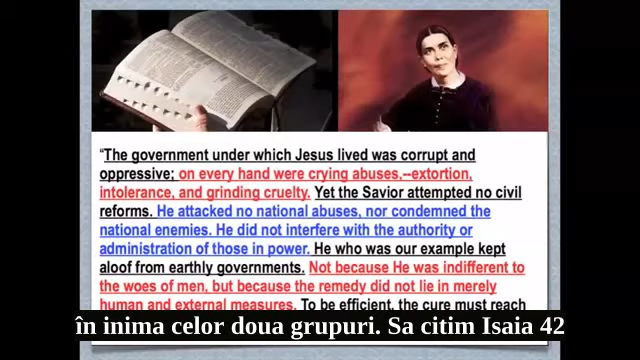 “The government under which Jesus lived was corrupt and
oppressive; on every hand were crying abuses,--extortion,
intolerance, and grinding cruelty. Yet the Savior attempted no civil
reforms. He attacked no national abuses, nor condemned the
national enemies. He did not interfere with the authority or
administration of those in power. He who was our example kept
aloof from earthly governments. Not because He was indifferent to
the woes of men, but because the remedy did not lie in merely
human and external measures. To be efficient, the cure must reach
în inima celor doua grupuri. Sa citim Isaia 42